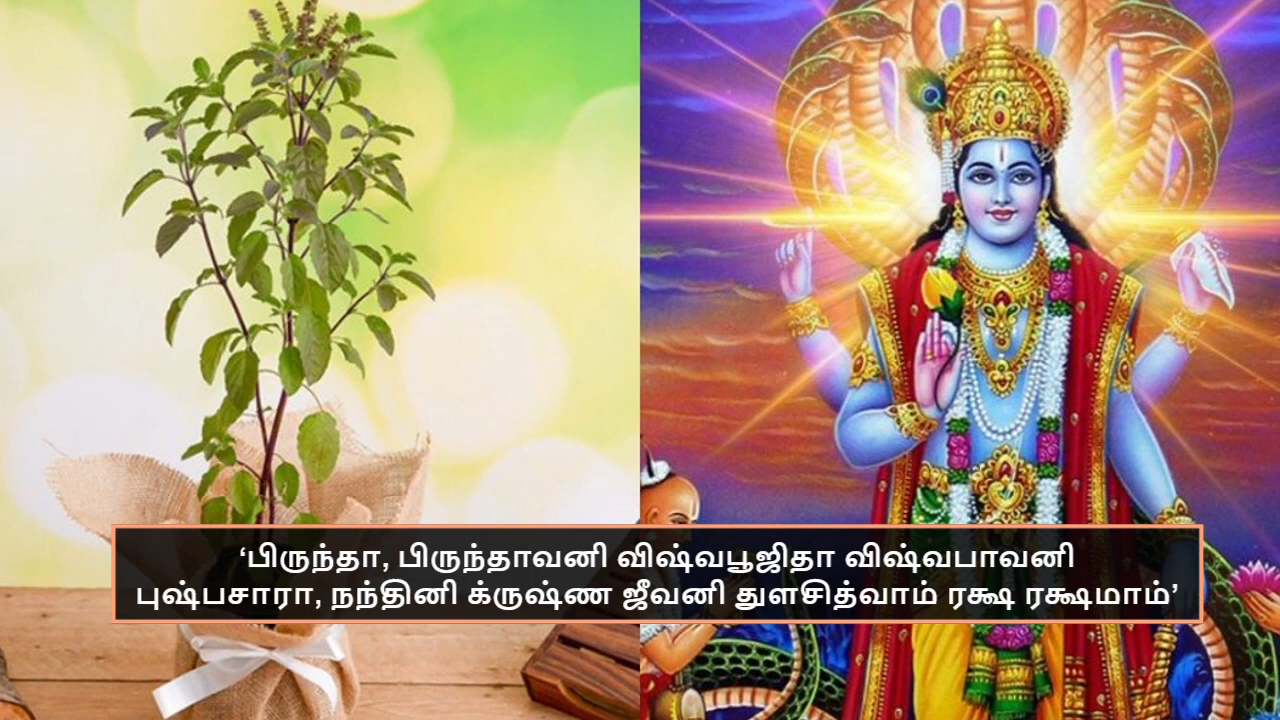 ‘பிருந்தா, பிருந்தாவனி விஷ்வபூஜிதா விஷ்வபாவனி
புஷ்பசாரா, நந்தினி க்ருஷ்ண ஜீவனி துளசித்வாம் ரக்ஷ ரக்ஷமாம்’